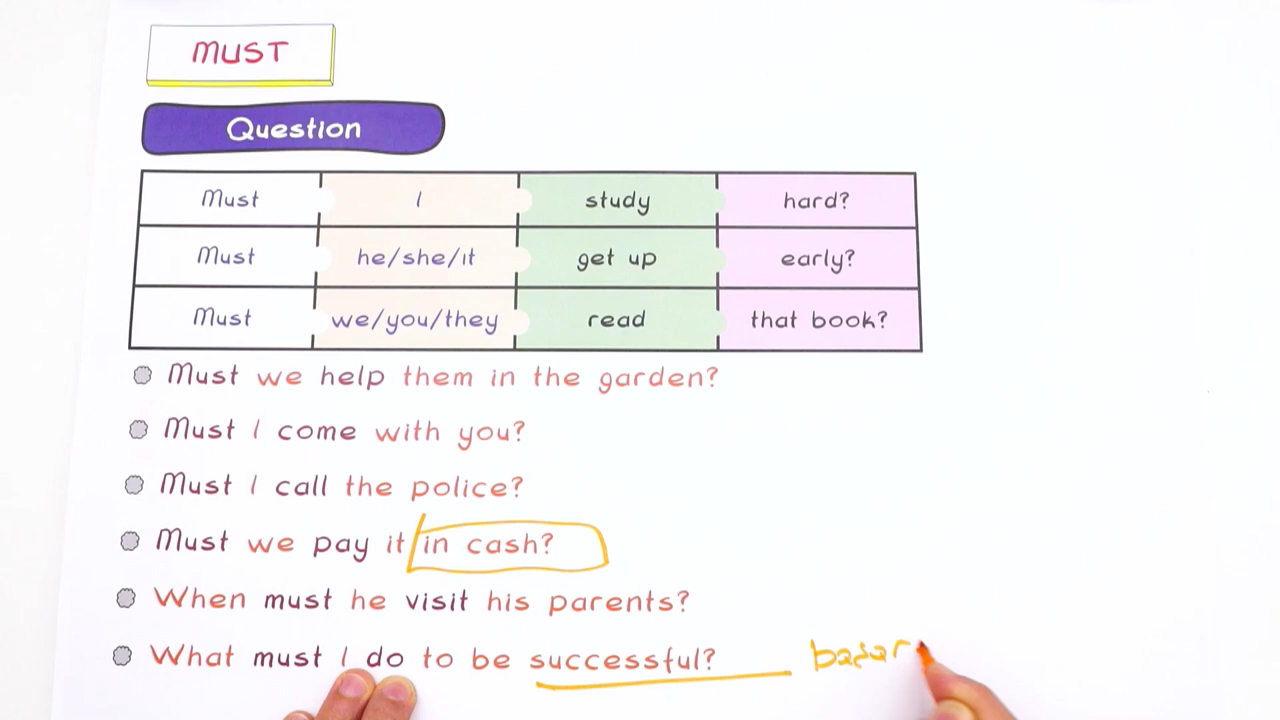 MUST
Question
Must I study hard?
Must he/she/it get up early?
Must we/you/they read that book?
Must we help them in the garden?
Must I come with you?
Must I call the police?
Must we pay it in cash?
When must he visit his parents?
What must I do to be successful?